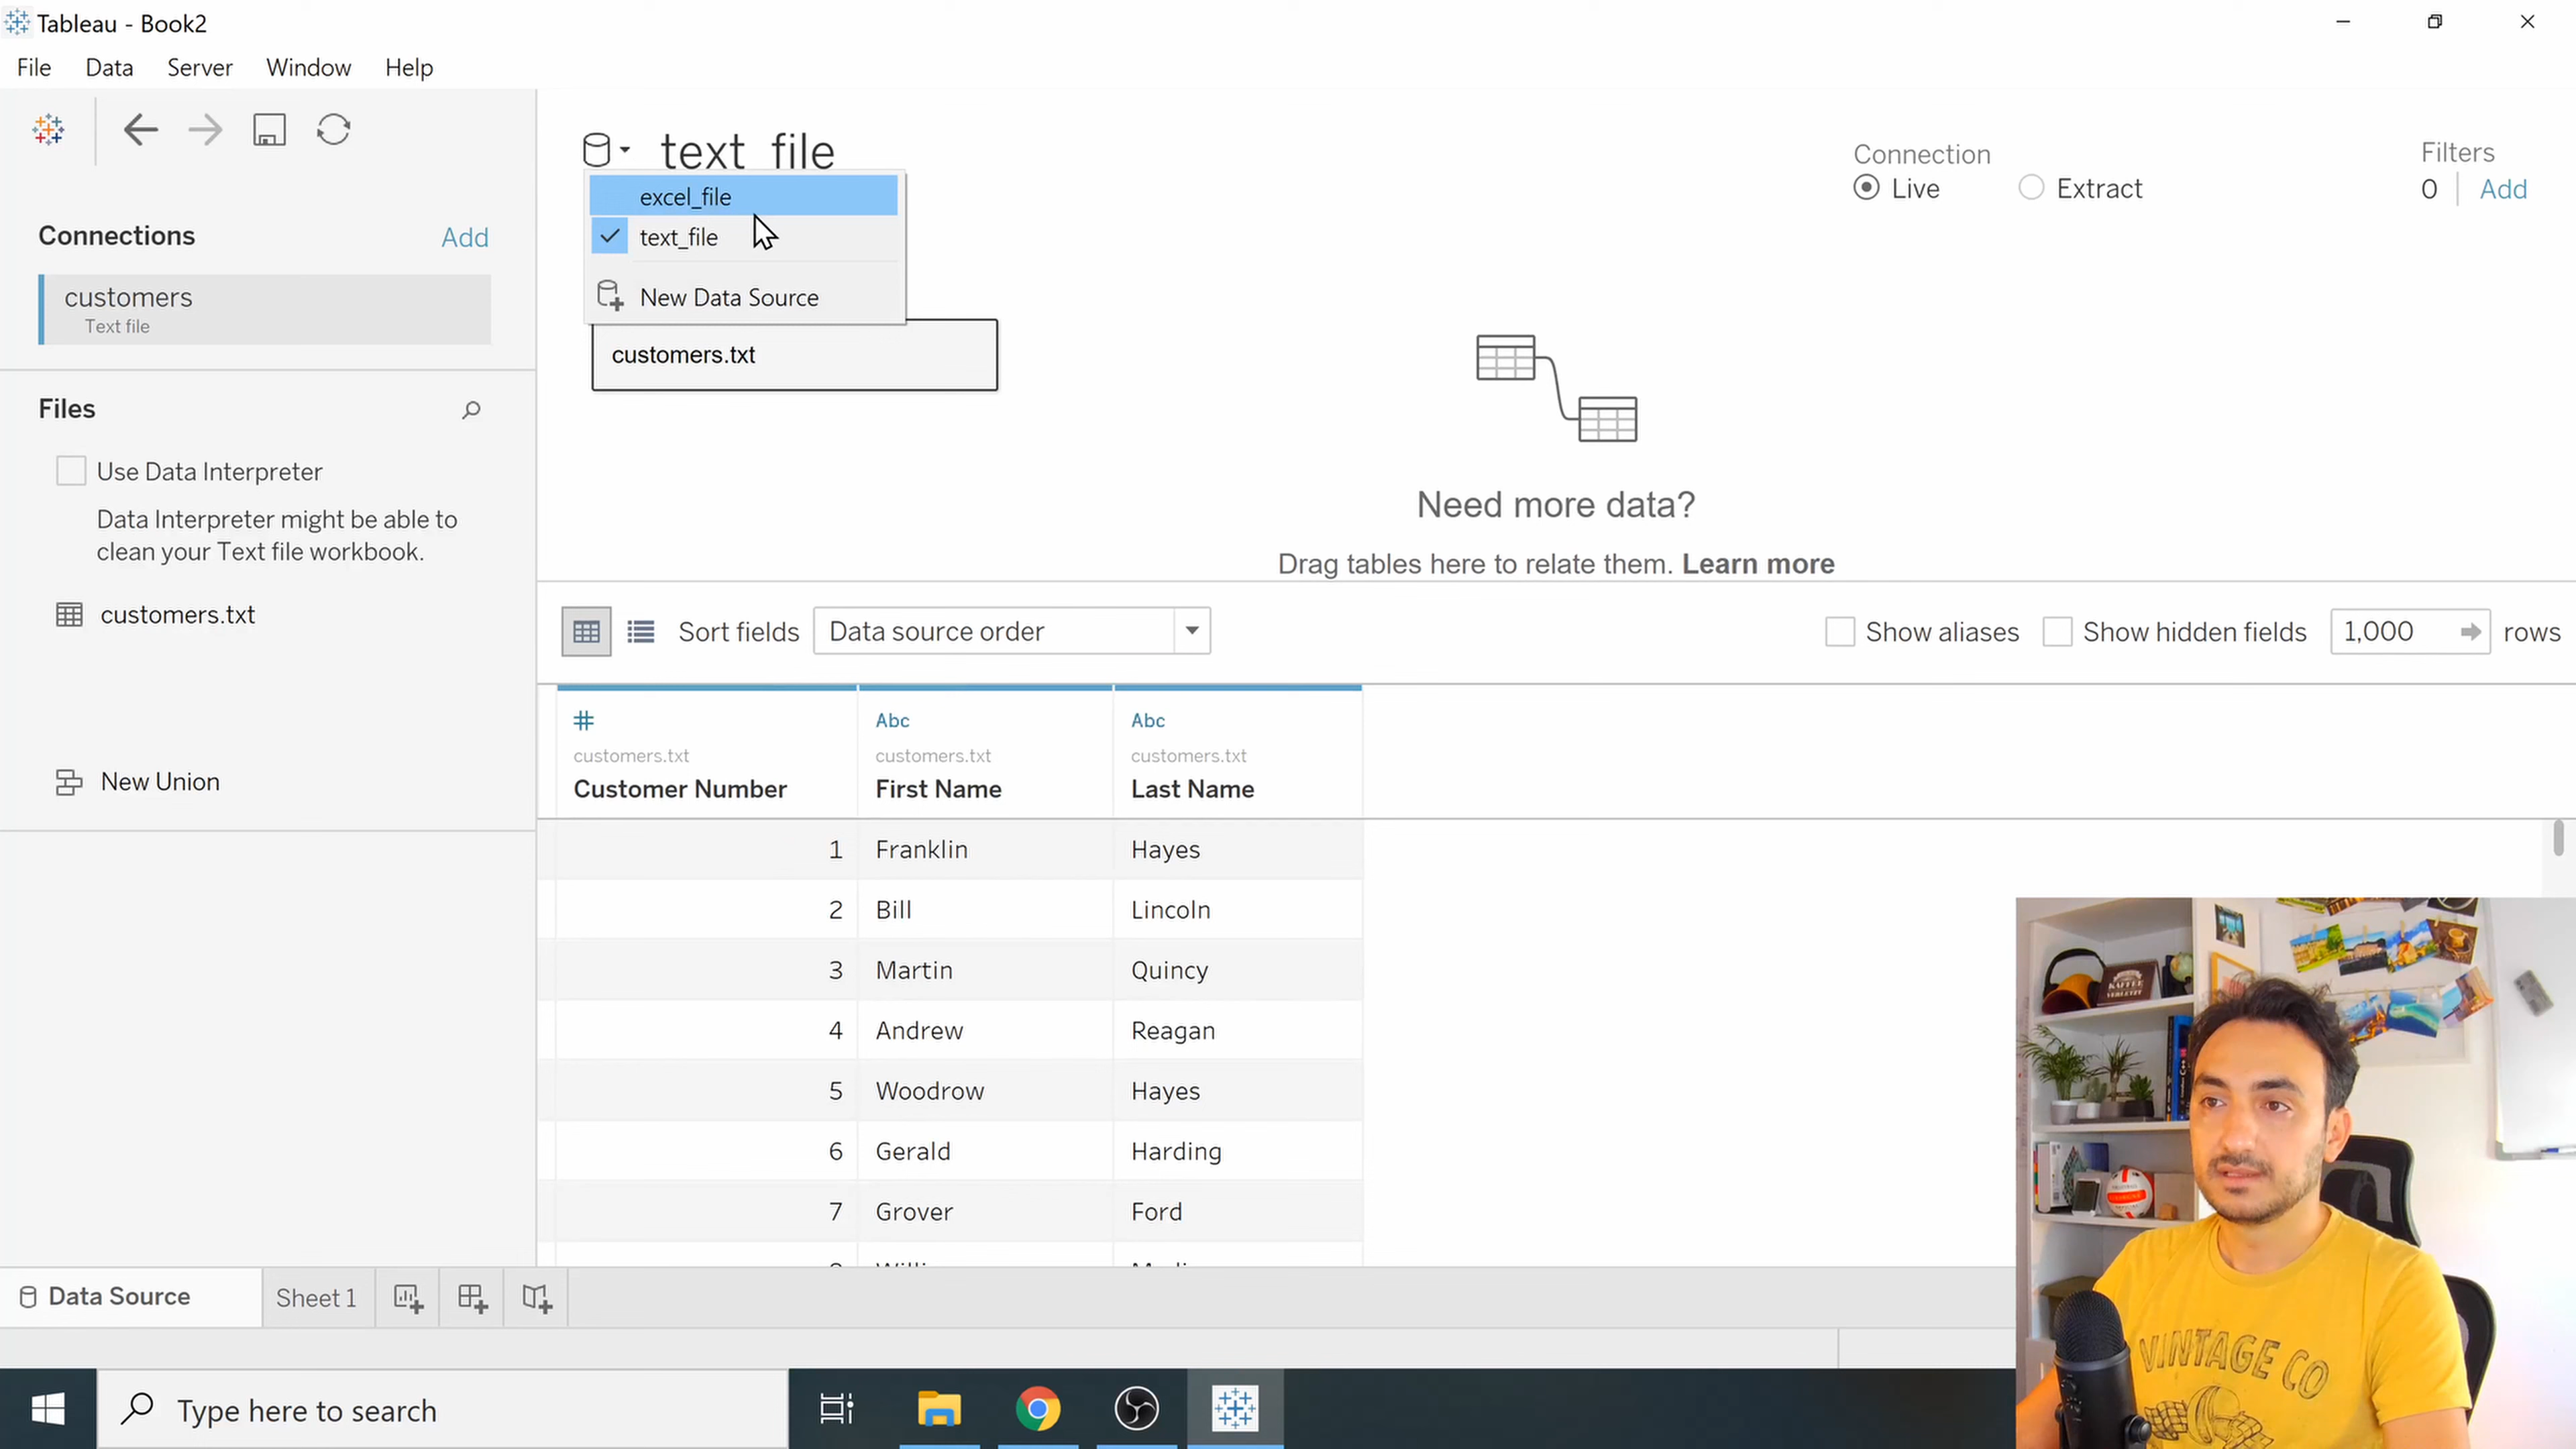 Tableau - Book2
File Data Server Window Help
Connections Add
customers
Text file
Files
Use Data Interpreter
Data Interpreter might be able to
clean your Text file workbook.
customers.txt
New Union
text_file
excel_file
text_file
New Data Source
customers.txt
Connection
Live Extract
Filters
0 Add
Need more data?
Drag tables here to relate them. Learn more
Sort fields Data source order Show aliases Show hidden fields 1,000 rows
# Abc Abc
customers.txt customers.txt customers.txt
Customer Number First Name Last Name
1 Franklin Hayes
2 Bill Lincoln
3 Martin Quincy
4 Andrew Reagan
5 Woodrow Hayes
6 Gerald Harding
7 Grover Ford
Data Source Sheet 1
Type here to search
VINTAGE CO